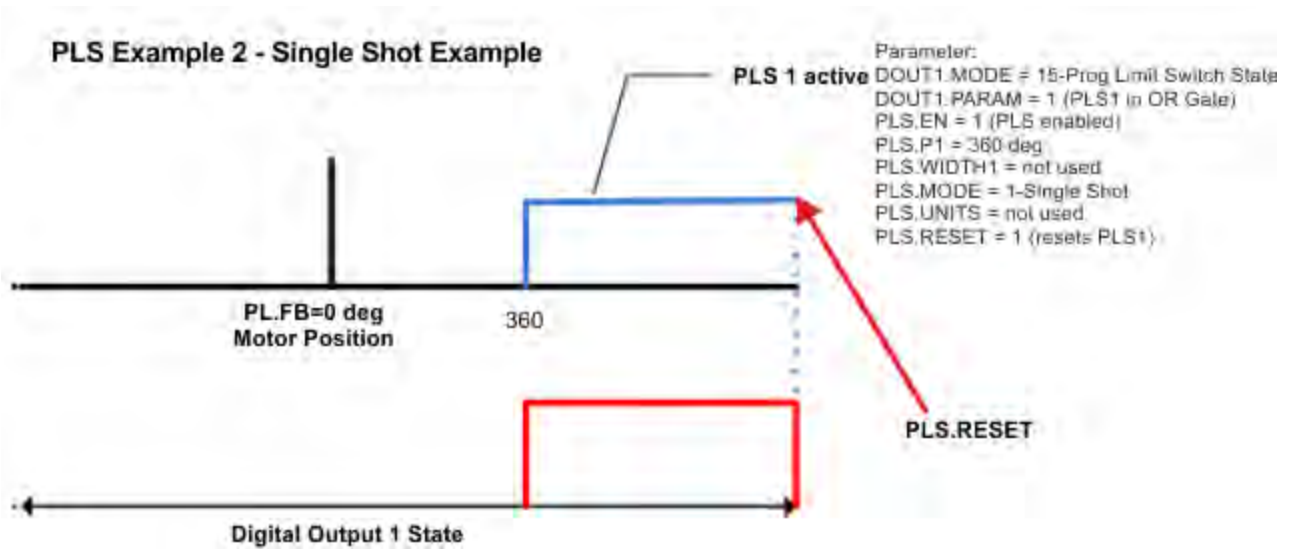 PLS Example 2 - Single Shot Example
PLS 1 active
Parameter:
DOUT1.MODE = 15-Prog Limit Switch State
DOUT1.PARAM = 1 (PLS1 in OR Gate)
PLS.EN = 1 (PLS enabled)
PLS.P1 = 360 deg
PLS.WIDTH1 = not used
PLS.MODE = 1-Single Shot
PLS.UNITS = not used
PLS.RESET = 1 (resets PLS1)
PL.FB=0 deg
Motor Position
360
PLS.RESET
Digital Output 1 State